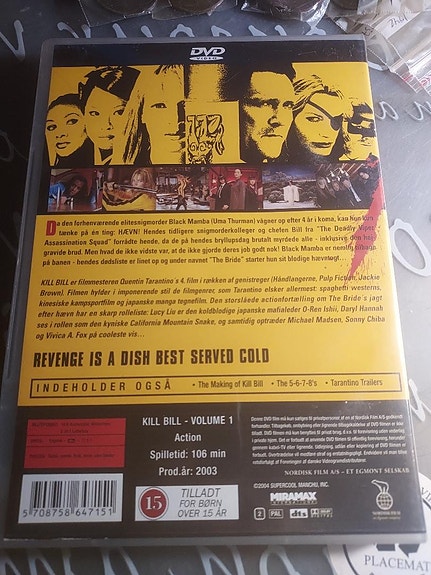 DVD
VIDEO
Da den forhenværende elitesnigmorder Black Mamba (Uma Thurman) vågner op efter 4 år i koma, kan hun kun
tænke på en ting: HÆVN! Hendes tidligere snigmorderkolleger og chefen Bill fra "The Deadly Viper
Assassination Squad" forrådte hende, da de på hendes bryllupsdag brutalt myrdede alle - inklusive den højgravide brud. Men hvad de ikke vidste var, at de ikke gjorde deres job godt nok! Black Mamba er nemlig tilbage
på banen - hendes dødsliste er linet op og under navnet "The Bride" starter hun sit blodige hævntogt.
KILL BILL er filmmesteren Quentin Tarantino's 4. film i rækken af genistreger (Håndlangerne, Pulp Fiction, Jackie
Brown). Filmen hylder i imponerende stil de filmgenrer, som Tarantino elsker allermest: spaghetti westerns,
kinesiske kampsportfilm og japanske manga tegnefilm. Den storslåede actionfortælling om The Bride's jagt
efter hævn har en skarp rolleliste: Lucy Liu er den koldblodige japanske mafialeder O-Ren Ishii, Daryl Hannah
ses i rollen som den kyniske California Mountain Snake, og samtidig optræder Michael Madsen, Sonny Chiba
og Vivica A. Fox på cooleste vis...
REVENGE IS A DISH BEST SERVED COLD
INDEHOLDER OGSÅ
• The Making of Kill Bill
• The 5-6-7-8's
• Tarantino Trailers
KILL BILL - VOLUME 1
Action
Spilletid: 106 min
Prod.år: 2003
15
TILLADT
FOR BØRN
OVER 15 ÅR
5 708758 647151
NORDISK FILM A/S – ET EGMONT SELSKAB
©2004 SUPERCOOL MANCHU, INC.
MIRAMAX
2
PAL
dts
NORDISK FILM
PLACEMAT